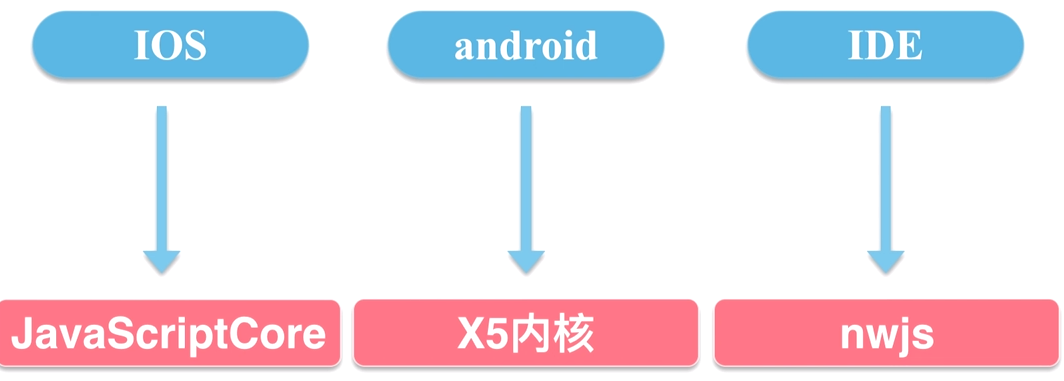 IOS
android
IDE
JavaScriptCore
X5内核
nwjs